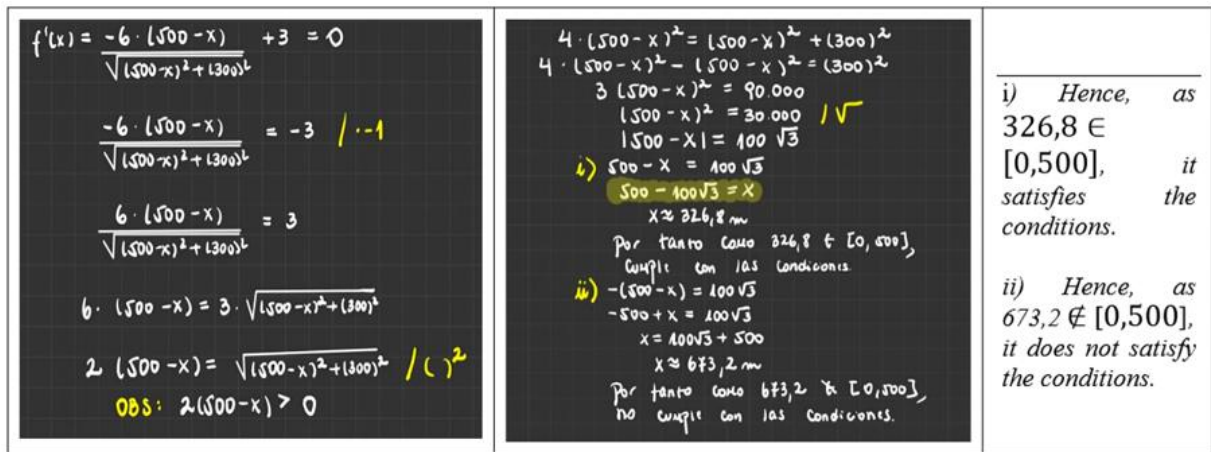 f'(x) = -6 · (500 - x) / √((500-x)² + (300)²) + 3 = 0
-6 · (500 - x) / √((500-x)² + (300)²) = -3 / · -1
6 · (500 - x) / √((500-x)² + (300)²) = 3
6 · (500 - x) = 3 · √((500-x)² + (300)²)
2 (500 - x) = √((500-x)² + (300)²) / ( )²
OBS: 2(500 - x) > 0
4 · (500 - x)² = (500 - x)² + (300)²
4 · (500 - x)² - (500 - x)² = (300)²
3 (500 - x)² = 90.000
(500 - x)² = 30.000 / √
|500 - x| = 100 √3
i) 500 - x = 100 √3
500 - 100√3 = x
x ≈ 326,8 m
Por tanto como 326,8 ∈ [0, 500],
cumple con las condiciones.
ii) -(500 - x) = 100√3
-500 + x = 100√3
x = 100√3 + 500
x ≈ 673,2 m
Por tanto como 673,2 ∉ [0,500],
no cumple con las condiciones.
i) Hence, as
326,8 ∈
[0,500], it
satisfies the
conditions.
ii) Hence, as
673,2 ∉ [0,500],
it does not satisfy
the conditions.